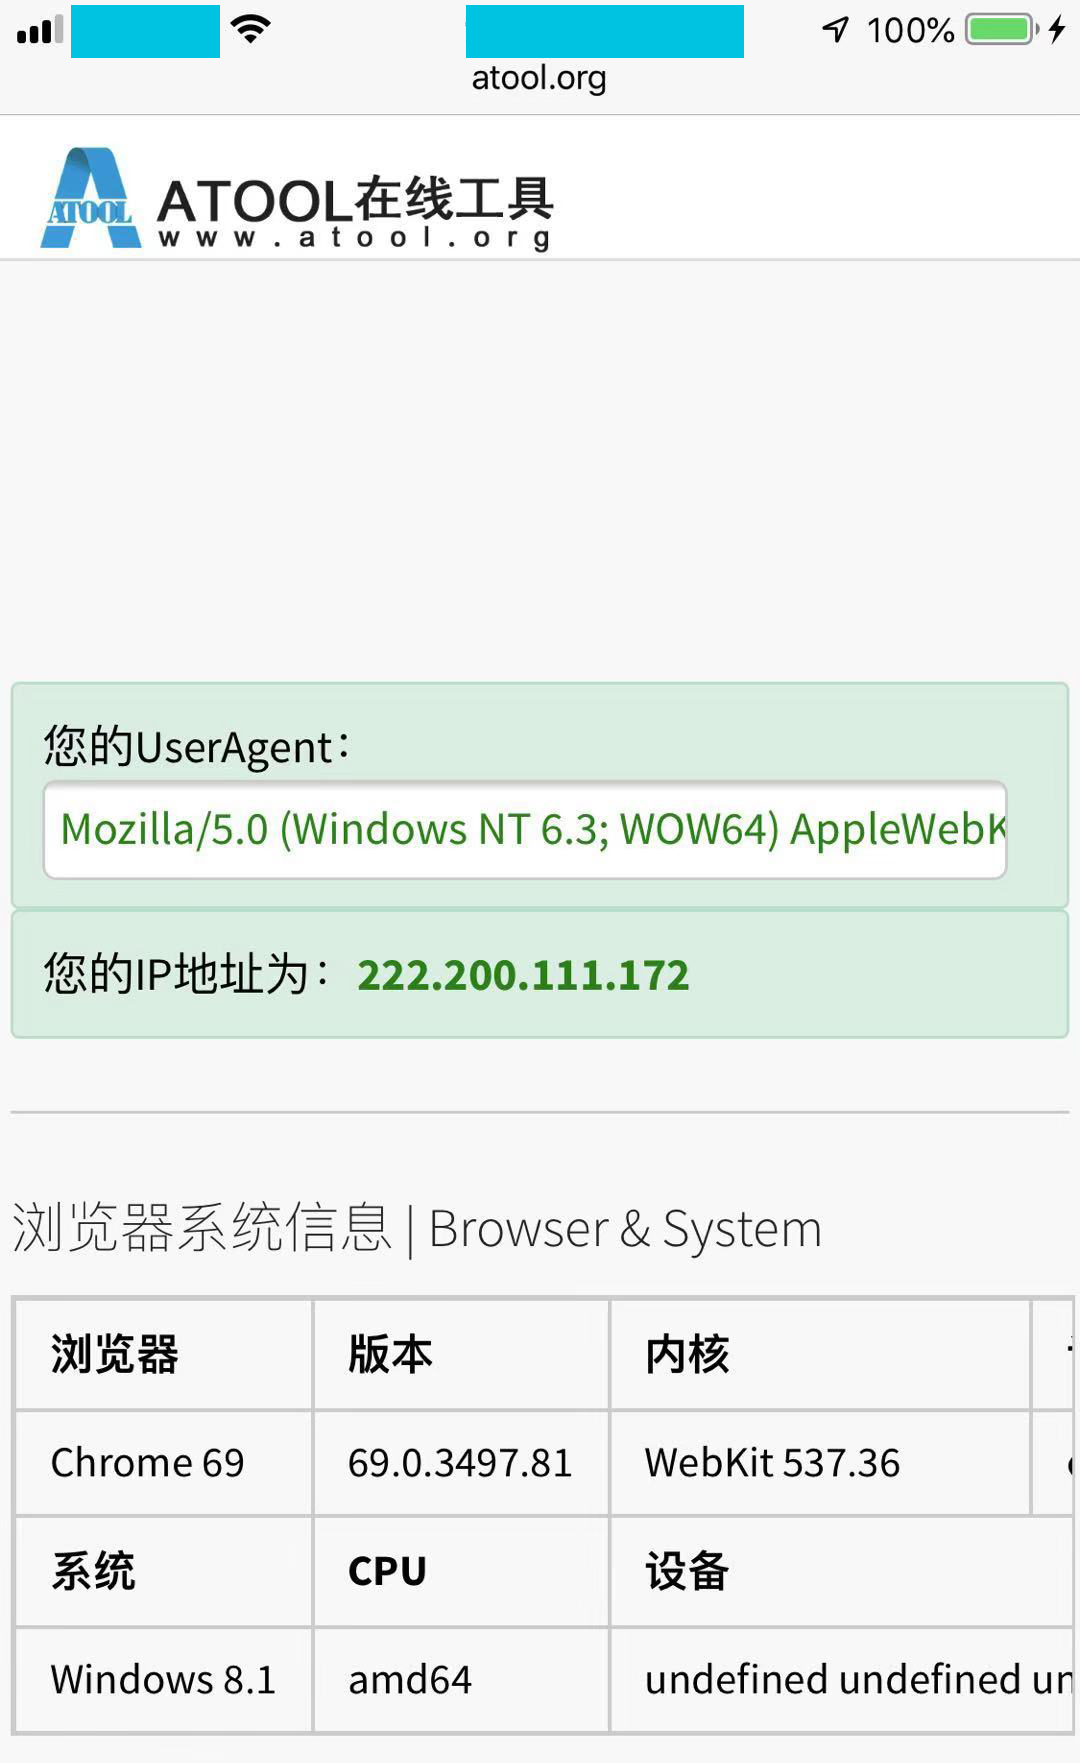 100%
atool.org
ATOOL
ATOOL在线工具
www.atool.org
您的UserAgent：
Mozilla/5.0 (Windows NT 6.3; WOW64) AppleWebK
您的IP地址为：222.200.111.172
浏览器系统信息 | Browser & System
浏览器 版本 内核
Chrome 69 69.0.3497.81 WebKit 537.36
系统 CPU 设备
Windows 8.1 amd64 undefined undefined un